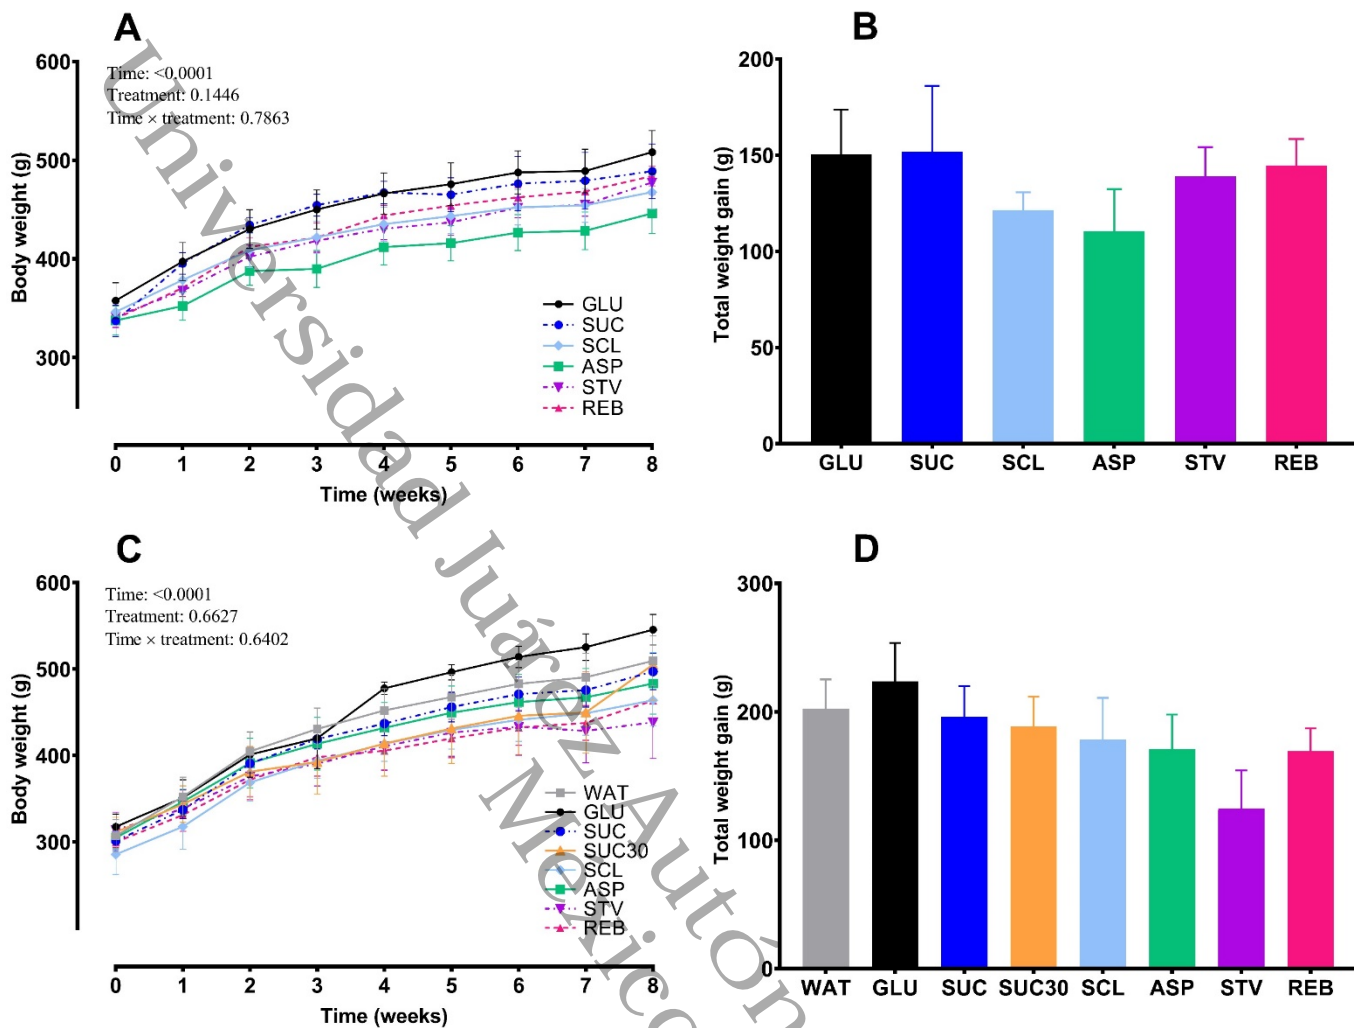 A
Body weight (g)
600
500
400
300
Time: <0.0001
Treatment: 0.1446
Time × treatment: 0.7863
GLU
SUC
SCL
ASP
STV
REB
0 1 2 3 4 5 6 7 8
Time (weeks)
B
Total weight gain (g)
200
150
100
50
0
GLU SUC SCL ASP STV REB
C
Body weight (g)
600
500
400
300
Time: <0.0001
Treatment: 0.6627
Time × treatment: 0.6402
WAT
GLU
SUC
SUC30
SCL
ASP
STV
REB
0 1 2 3 4 5 6 7 8
Time (weeks)
D
Total weight gain (g)
300
200
100
0
WAT GLU SUC SUC30 SCL ASP STV REB
Universidad Juárez Autón
México